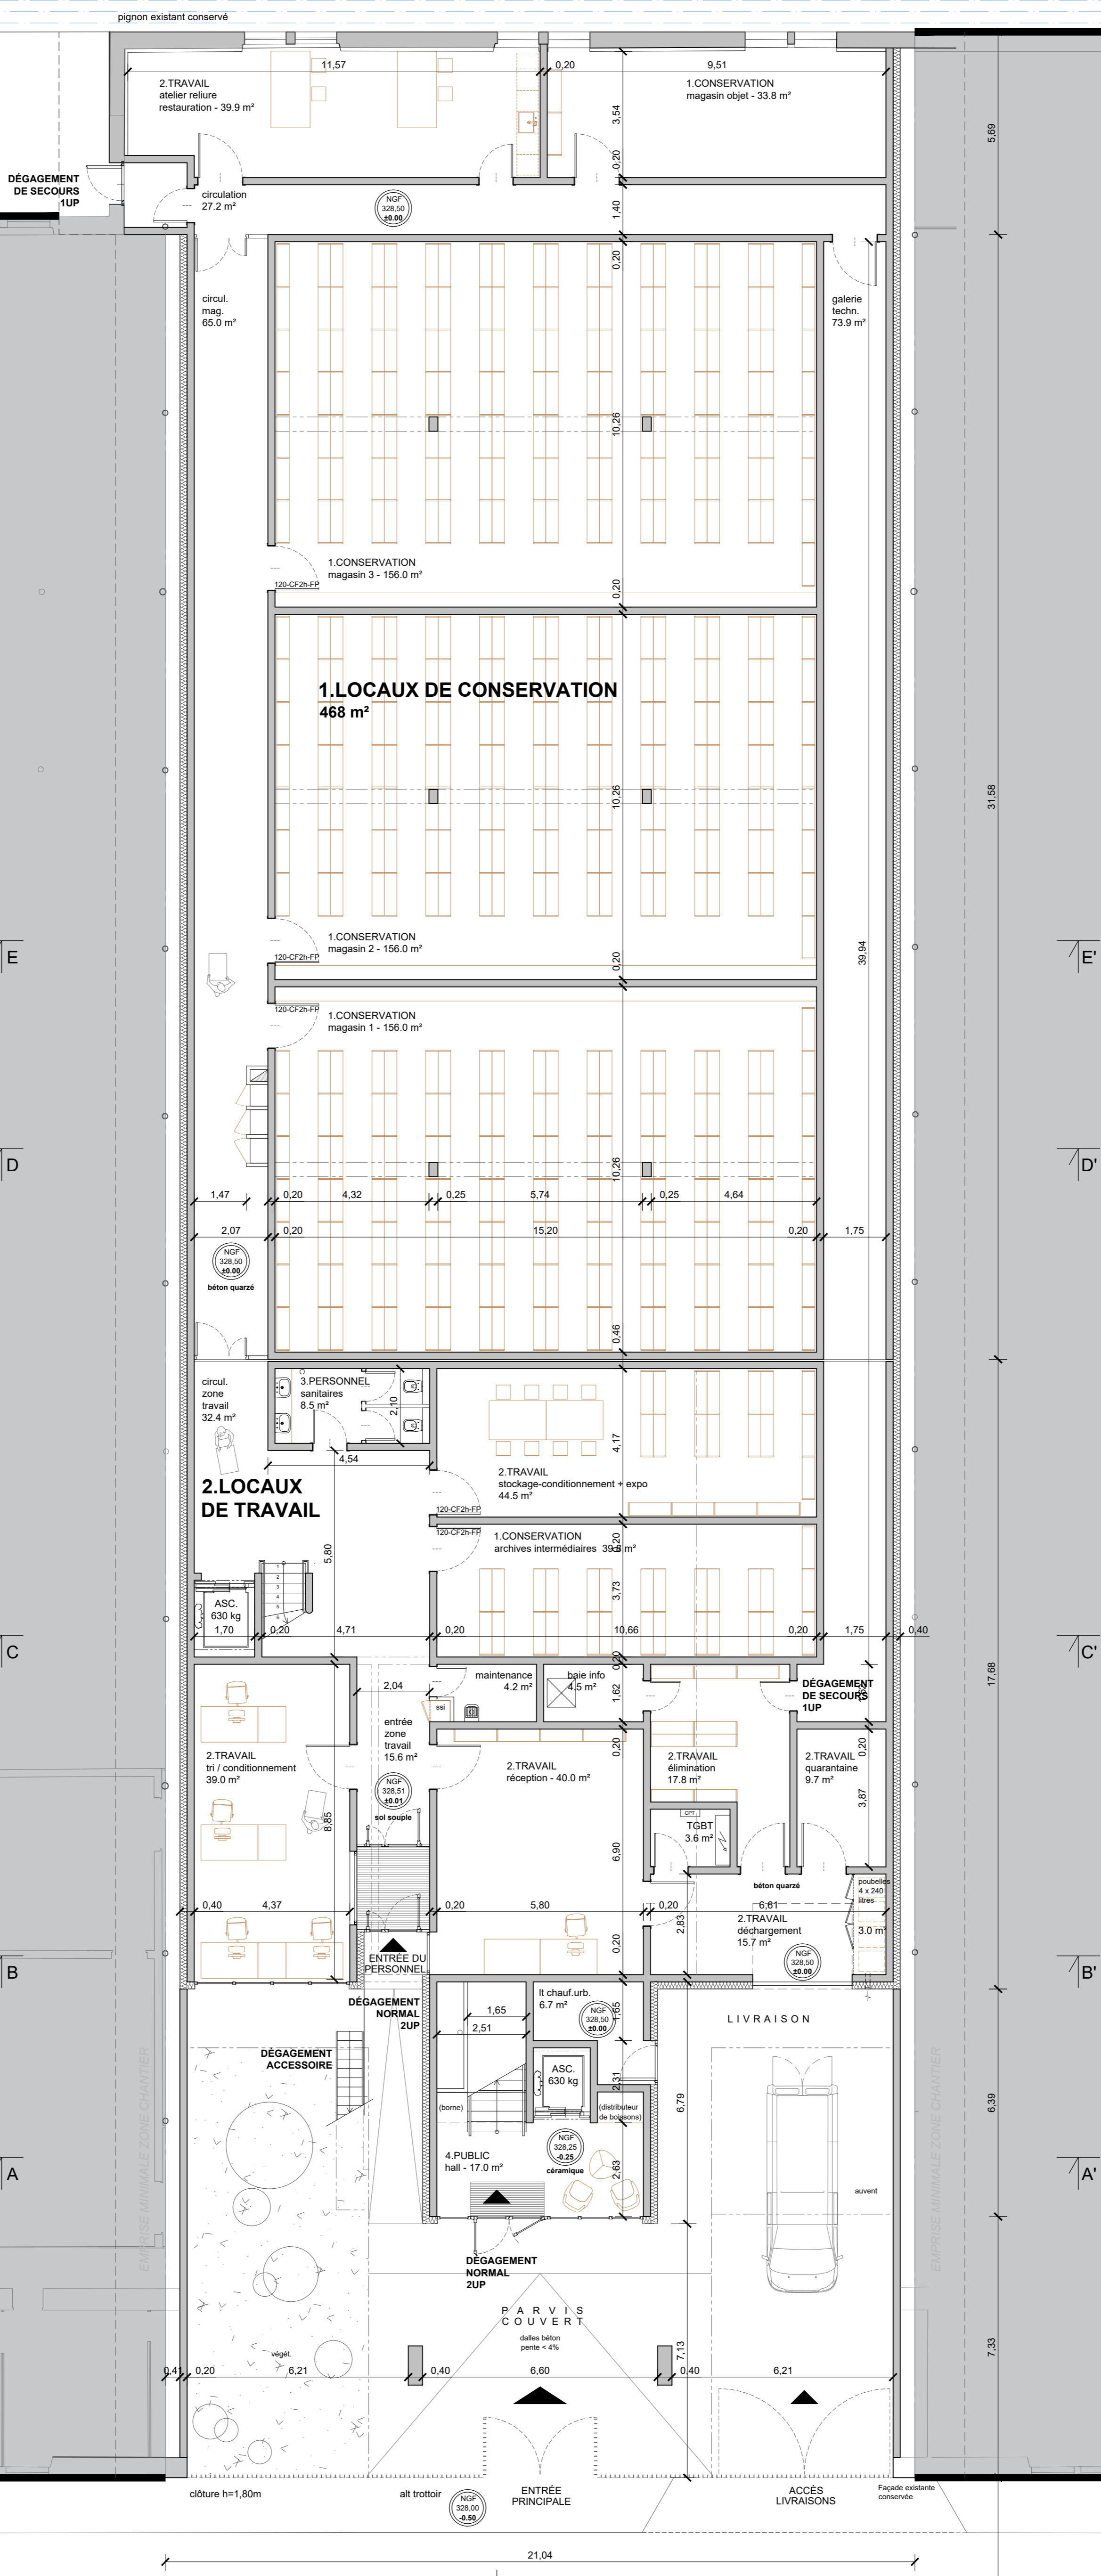 pignon existant conservé
11,57
0,20
9,51
2.TRAVAIL
atelier reliure
restauration - 39.9 m²
1.CONSERVATION
magasin objet - 33.8 m²
3,54
5,69
0,20
DÉGAGEMENT
DE SECOURS
1UP
circulation
27.2 m²
NGF
328,50
±0.00
1,40
0,20
circul.
mag.
65.0 m²
galerie
techn.
73.9 m²
10,26
1.CONSERVATION
magasin 3 - 156.0 m²
120-CF2h-FP
0,20
1.LOCAUX DE CONSERVATION
468 m²
10,26
31,58
1.CONSERVATION
magasin 2 - 156.0 m²
120-CF2h-FP
0,20
39,94
E
E'
120-CF2h-FP
1.CONSERVATION
magasin 1 - 156.0 m²
D
D'
10,26
1,47
0,20
4,32
0,25
5,74
0,25
4,64
2,07
0,20
15,20
0,20
1,75
NGF
328,50
±0.00
béton quarzé
0,46
circul.
zone
travail
32.4 m²
3.PERSONNEL
sanitaires
8.5 m²
2,10
4,54
4,17
2.TRAVAIL
stockage-conditionnement + expo
44.5 m²
2.LOCAUX
DE TRAVAIL
120-CF2h-FP
120-CF2h-FP
1.CONSERVATION
archives intermédiaires 39.8 m²
0,20
5,80
3,73
1
2
3
4
5
6
ASC.
630 kg
1,70
0,20
4,71
0,20
10,66
0,20
1,75
0,40
C
C'
17,68
0,20
maintenance
4.2 m²
baie info
4.5 m²
1,62
ssi
2,04
DÉGAGEMENT
DE SECOURS
1UP
entrée
zone
travail
15.6 m²
0,20
0,20
2.TRAVAIL
tri / conditionnement
39.0 m²
2.TRAVAIL
réception - 40.0 m²
2.TRAVAIL
élimination
17.8 m²
2.TRAVAIL
quarantaine
9.7 m²
3,87
NGF
328,51
±0.01
sol souple
8,85
6,90
CPT
TGBT
3.6 m²
béton quarzé
poubelles
4 x 240
litres
3.0 m²
0,40
4,37
0,20
5,80
0,20
6,61
2,83
2.TRAVAIL
déchargement
15.7 m²
NGF
328,50
±0.00
0,20
ENTRÉE DU
PERSONNEL
B
B'
DÉGAGEMENT
NORMAL
2UP
lt chauf.urb.
6.7 m²
NGF
328,50
±0.00
1,65
1,65
2,51
LIVRAISON
DÉGAGEMENT
ACCESSOIRE
ASC.
630 kg
2,31
(borne)
(distributeur
de boissons)
6,79
6,39
EMPRISE MINIMALE ZONE CHANTIER
EMPRISE MINIMALE ZONE CHANTIER
4.PUBLIC
hall - 17.0 m²
NGF
328,25
-0.25
céramique
2,63
A
A'
auvent
DÉGAGEMENT
NORMAL
2UP
PARVIS
COUVERT
dalles béton
pente < 4%
végét.
7,13
7,33
0,41
0,20
6,21
0,40
6,60
0,40
6,21
clôture h=1,80m
alt trottoir
NGF
328,00
-0.50
ENTRÉE
PRINCIPALE
ACCÈS
LIVRAISONS
Façade existante
conservée
21,04